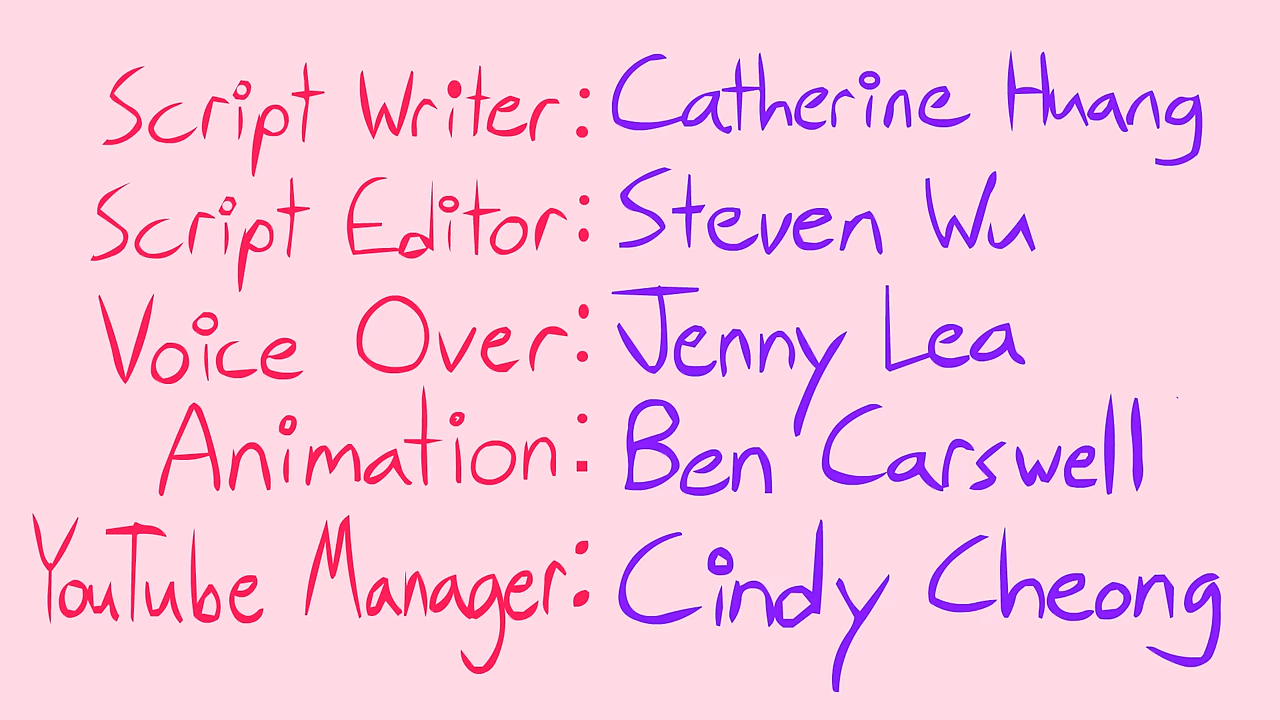 Script Writer: Catherine Huang
Script Editor: Steven Wu
Voice Over: Jenny Lea
Animation: Ben Carswell
YouTube Manager: Cindy Cheong